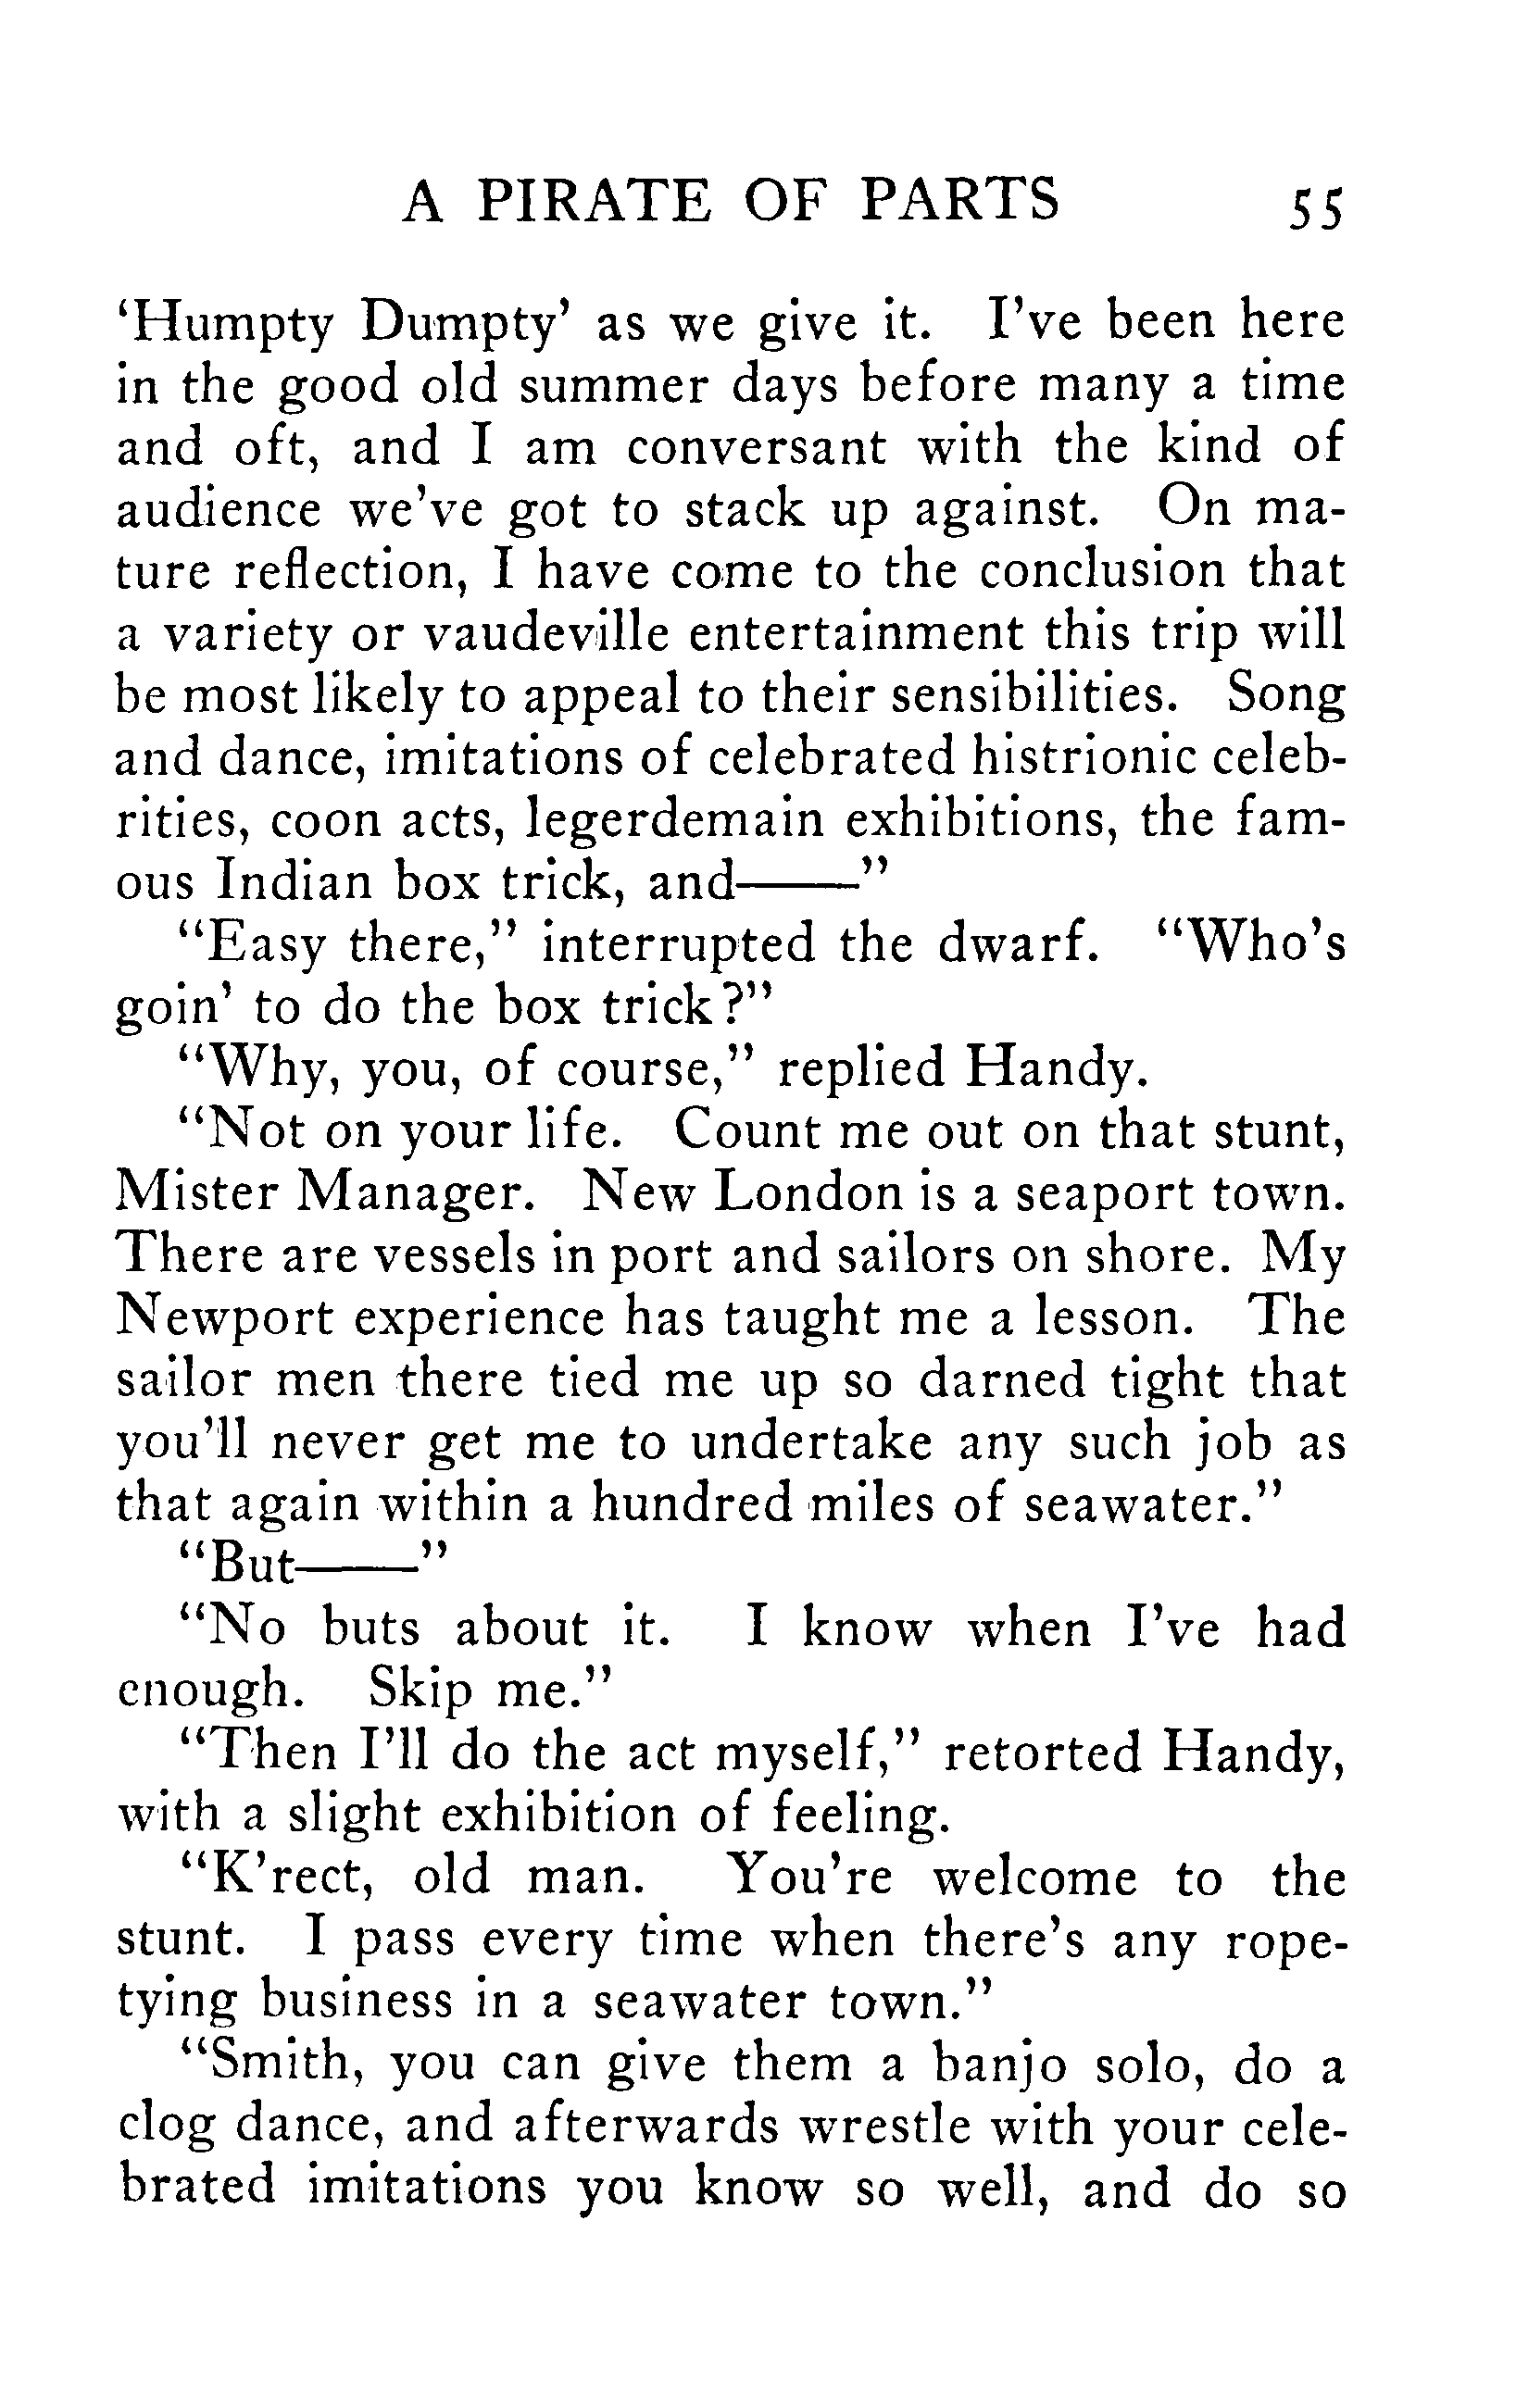 A PIRATE OF PARTS 55
‘Humpty Dumpty’ as we give it. I’ve been here
in the good old summer days before many a time
and oft, and I am conversant with the kind of
audience we’ve got to stack up against. On ma-
ture reflection, I have come to the conclusion that
a variety or vaudeville entertainment this trip will
be most likely to appeal to their sensibilities. Song
and dance, imitations of celebrated histrionic celeb-
rities, coon acts, legerdemain exhibitions, the fam-
ous Indian box trick, and——”
“Easy there,” interrupted the dwarf. “Who’s
goin’ to do the box trick?”
“Why, you, of course,” replied Handy.
“Not on your life. Count me out on that stunt,
Mister Manager. New London is a seaport town.
There are vessels in port and sailors on shore. My
Newport experience has taught me a lesson. The
sailor men there tied me up so darned tight that
you’ll never get me to undertake any such job as
that again within a hundred miles of seawater.”
“But——”
“No buts about it. I know when I’ve had
enough. Skip me.”
“Then I’ll do the act myself,” retorted Handy,
with a slight exhibition of feeling.
“K’rect, old man. You’re welcome to the
stunt. I pass every time when there’s any rope-
tying business in a seawater town.”
“Smith, you can give them a banjo solo, do a
clog dance, and afterwards wrestle with your cele-
brated imitations you know so well, and do so